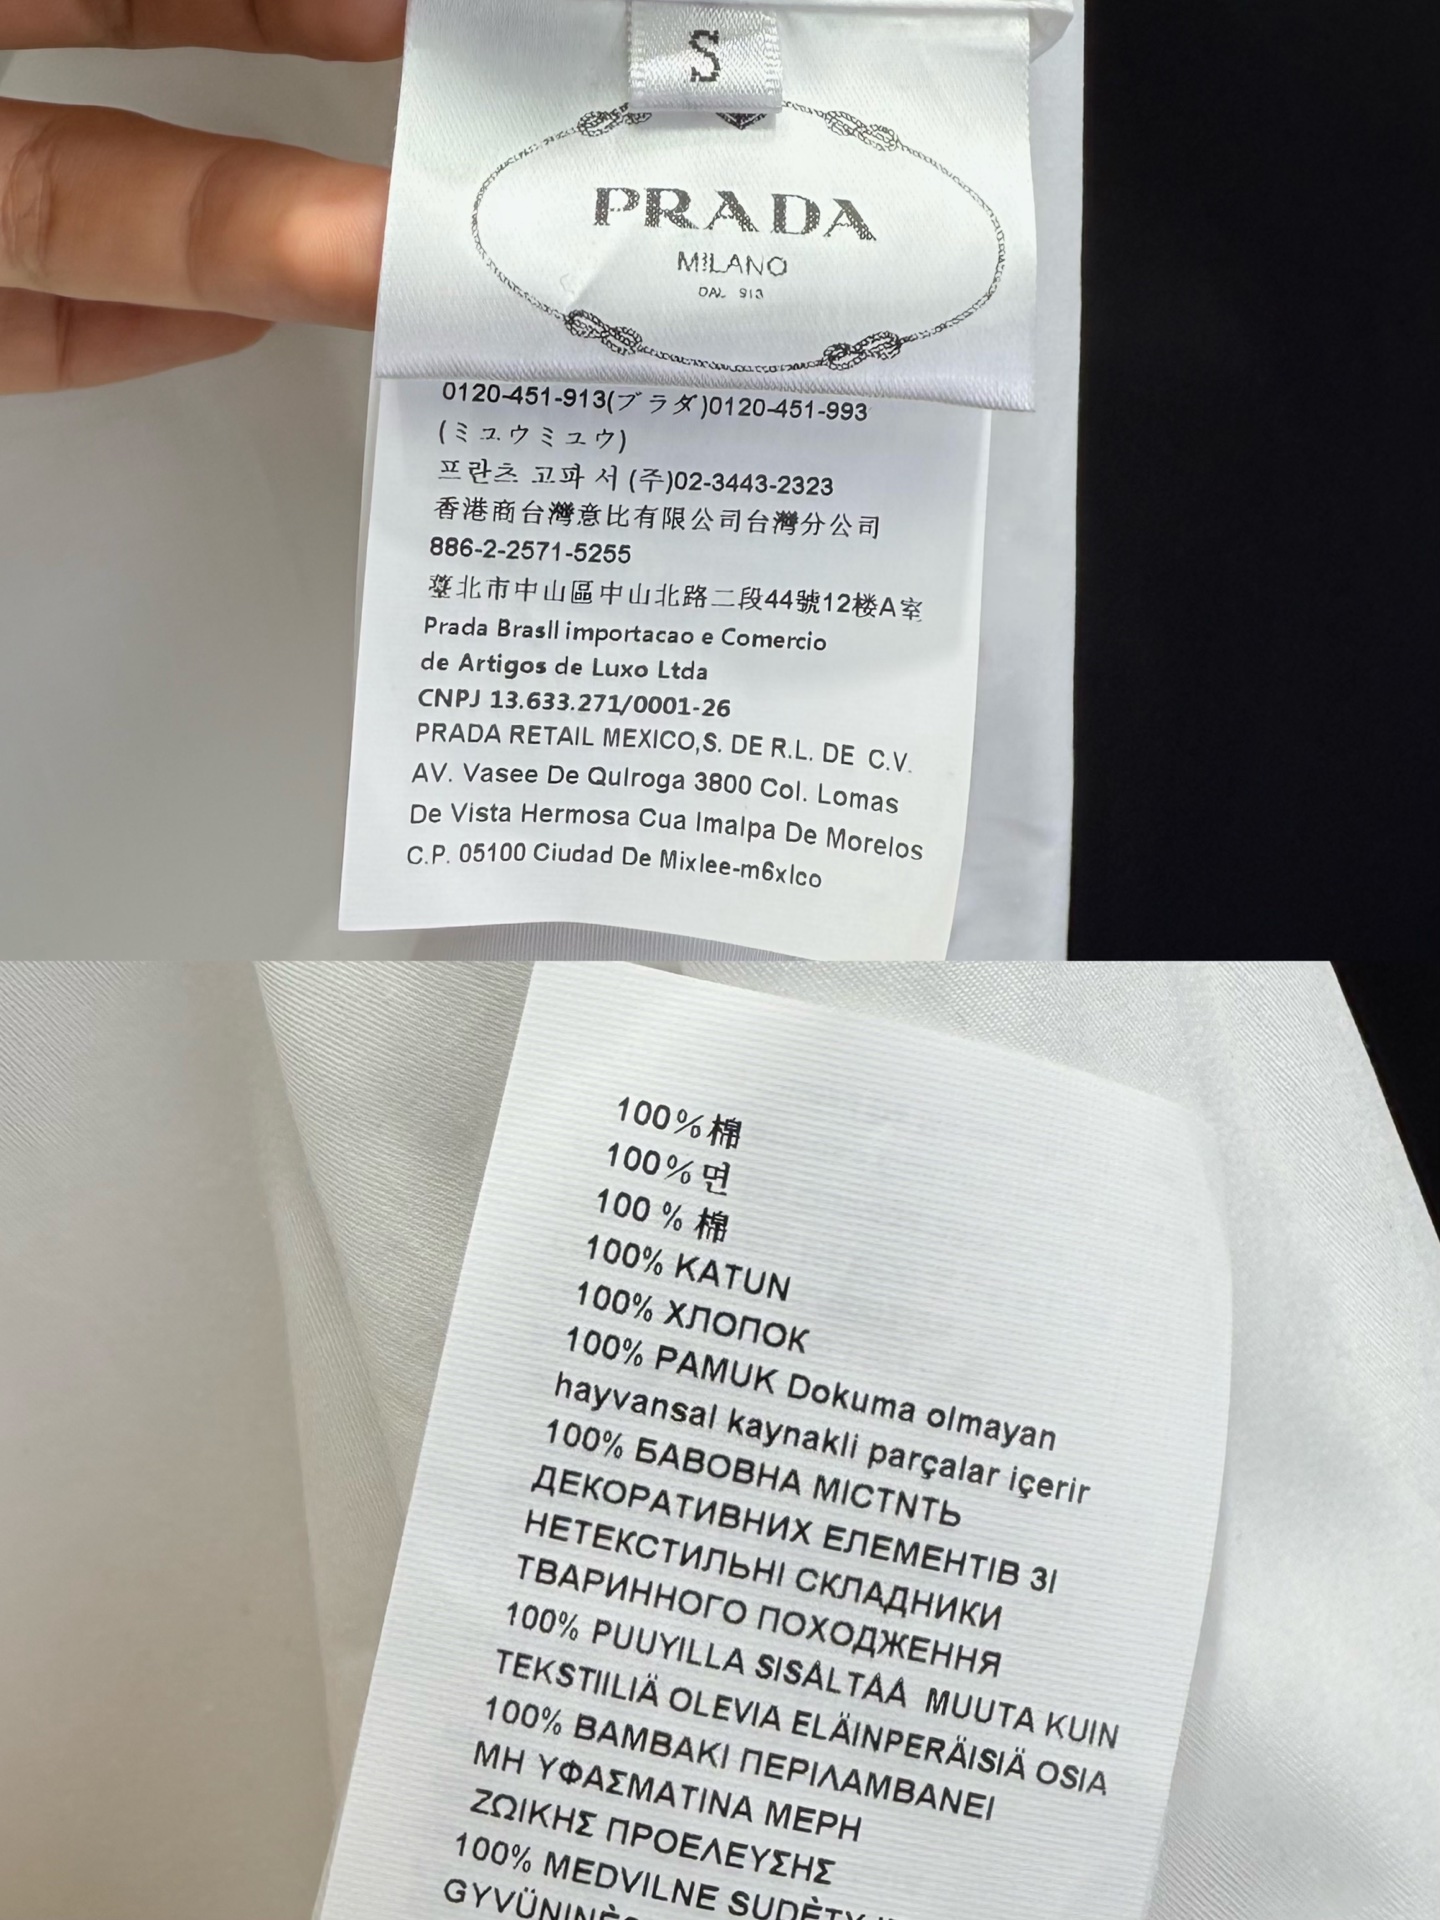 S
PRADA
MILANO
DAL 913
0120-451-913(ブラダ)0120-451-993
(ミユウミユウ)
프란츠 고파 서 (주)02-3443-2323
香港商台灣意比有限公司台灣分公司
886-2-2571-5255
臺北市中山區中山北路二段44號12楼A室
Prada Brasll importacao e Comercio
de Artigos de Luxo Ltda
CNPJ 13.633.271/0001-26
PRADA RETAIL MEXICO,S. DE R.L. DE C.V.
AV. Vasee De Qulroga 3800 Col. Lomas
De Vista Hermosa Cua lmalpa De Morelos
C.P. 05100 Ciudad De Mixlee-m6xlco
100%棉
100%면
100 % 棉
100% KATUN
100% ХЛОПОК
100% PAMUK Dokuma olmayan
hayvansal kaynakli parçalar içerir
100% БАВОВНА МІСТNТЬ
ДЕКОРАТИВНИХ ЕЛЕМЕНТІВ ЗІ
НЕТЕКСТИЛЬНІ СКЛАДНИКИ
ТВАРИННОГО ПОХОДЖЕННЯ
100% PUUYILLA SISÅLTÅÅ MUUTA KUIN
TEKSTIILIÄ OLEVIA ELÄINPERÄISIÄ OSIA
100% ΒΑΜΒΑΚΙ ΠΕΡΙΛΑΜΒΑΝΕΙ
ΜΗ ΥΦΑΣΜΑΤΙΝΑ ΜΕΡΗ
ΖΩΙΚΗΣ ΠΡΟΕΛΕΥΣΗΣ
100% MEDVILNE SUDĖTY